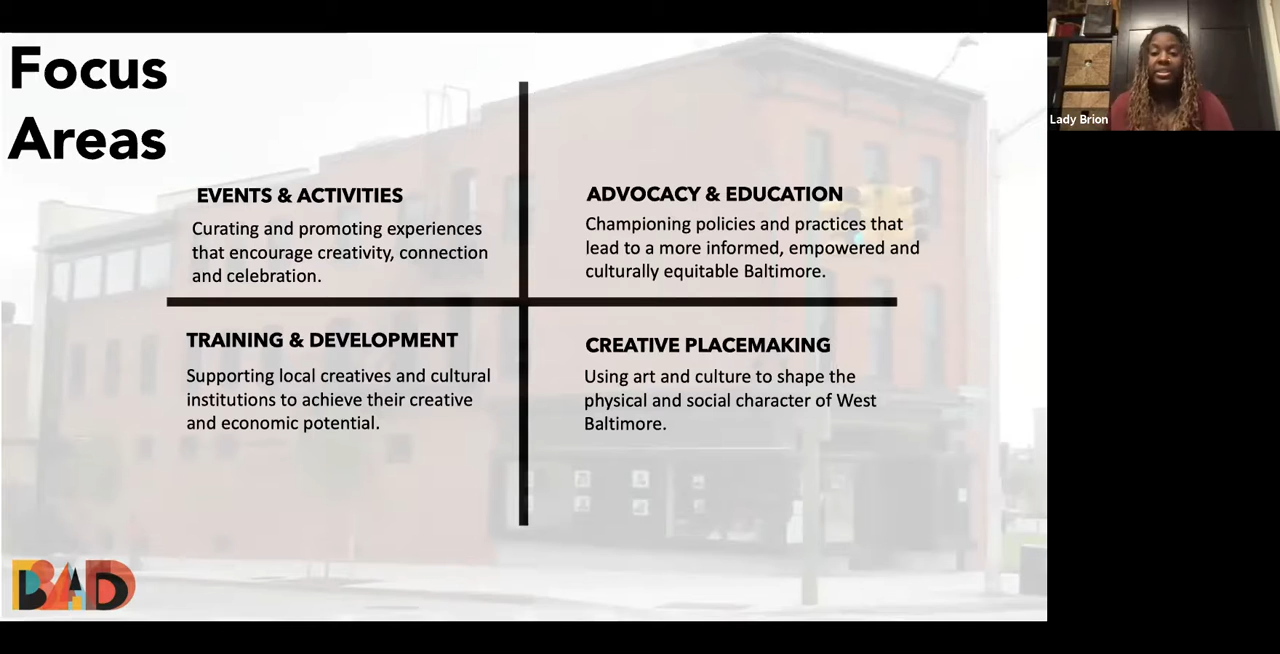 Focus
Areas
EVENTS & ACTIVITIES
Curating and promoting experiences
that encourage creativity, connection
and celebration.
ADVOCACY & EDUCATION
Championing policies and practices that
lead to a more informed, empowered and
culturally equitable Baltimore.
TRAINING & DEVELOPMENT
Supporting local creatives and cultural
institutions to achieve their creative
and economic potential.
CREATIVE PLACEMAKING
Using art and culture to shape the
physical and social character of West
Baltimore.
BAD
Lady Brion